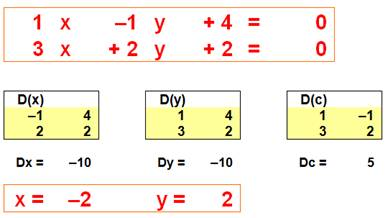 1 x –1 y + 4 = 0
3 x + 2 y + 2 = 0
D(x) D(y) D(c)
–1 4 1 4 1 –1
2 2 3 2 3 2
Dx = –10 Dy = –10 Dc = 5
x = –2 y = 2